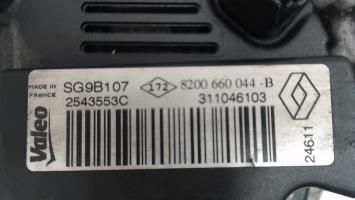 MADE IN
FRANCE
SG9B107
172
8200 660 044 -B
2543553C
311046103
Valeo
24611